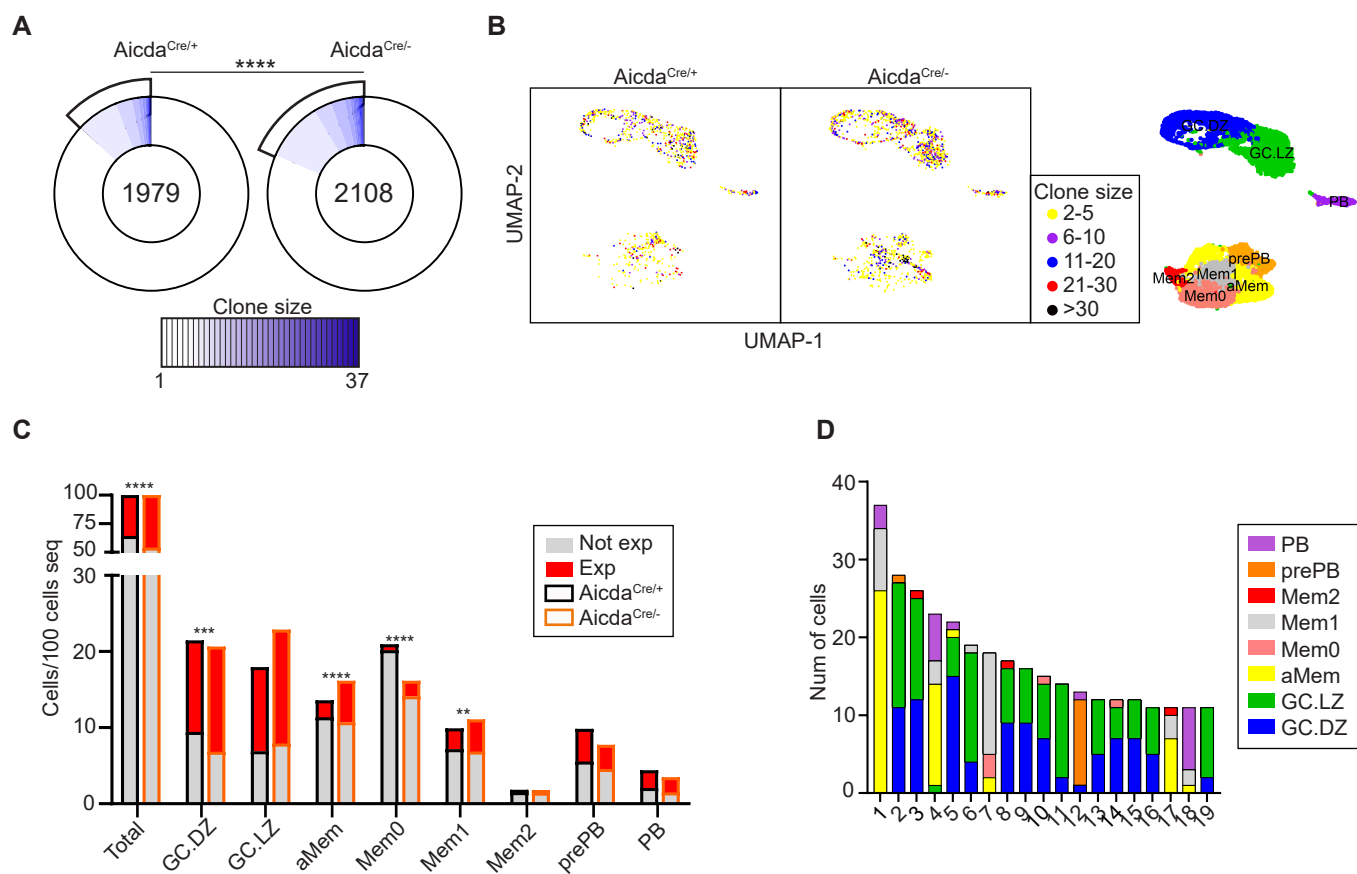 A
Aicda^Cre/+
Aicda^Cre/-
****
1979
2108
Clone size
1
37
B
Aicda^Cre/+
Aicda^Cre/-
UMAP-2
UMAP-1
Clone size
2-5
6-10
11-20
21-30
>30
GC.DZ
GC.LZ
PB
prePB
Mem1
Mem2
aMem
Mem0
C
Cells/100 cells seq
100
75
50
30
20
10
0
****
***
****
****
**
Not exp
Exp
Aicda^Cre/+
Aicda^Cre/-
Total
GC.DZ
GC.LZ
aMem
Mem0
Mem1
Mem2
prePB
PB
D
Num of cells
40
30
20
10
0
1 2 3 4 5 6 7 8 9 10 11 12 13 14 15 16 17 18 19
PB
prePB
Mem2
Mem1
Mem0
aMem
GC.LZ
GC.DZ